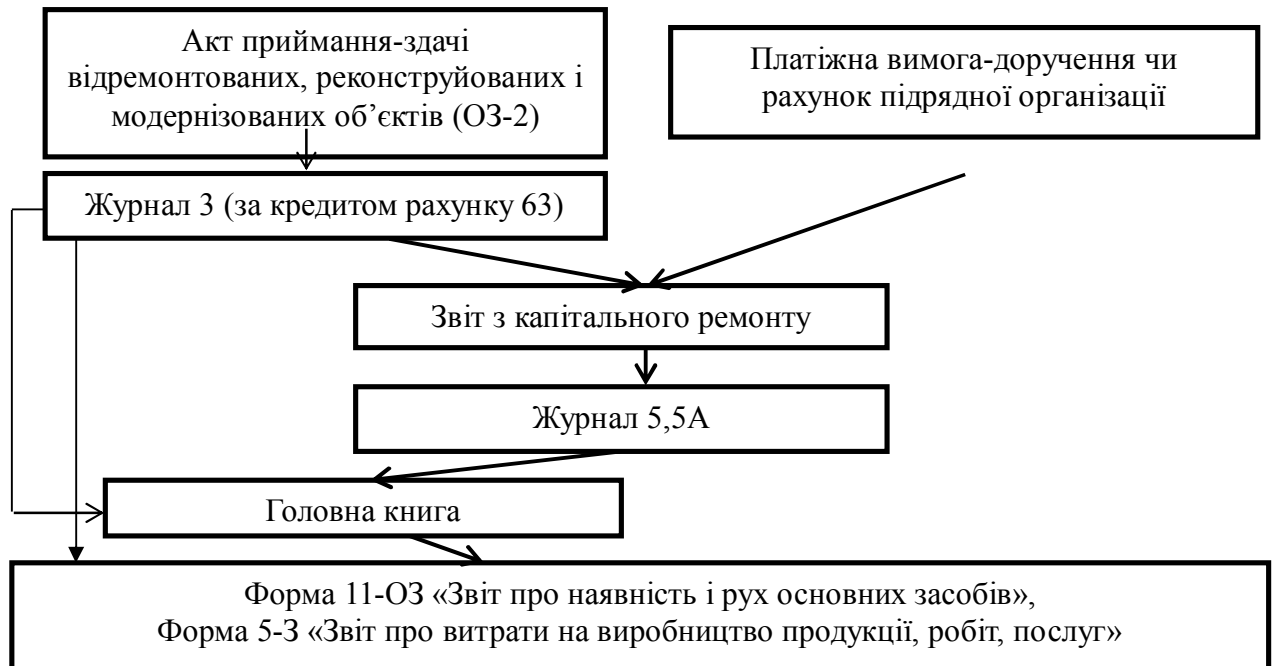 Акт приймання-здачі
відремонтованих, реконструйованих і
модернізованих об’єктів (ОЗ-2)
Платіжна вимога-доручення чи
рахунок підрядної організації
Журнал 3 (за кредитом рахунку 63)
Звіт з капітального ремонту
Журнал 5,5А
Головна книга
Форма 11-ОЗ «Звіт про наявність і рух основних засобів»,
Форма 5-З «Звіт про витрати на виробництво продукції, робіт, послуг»